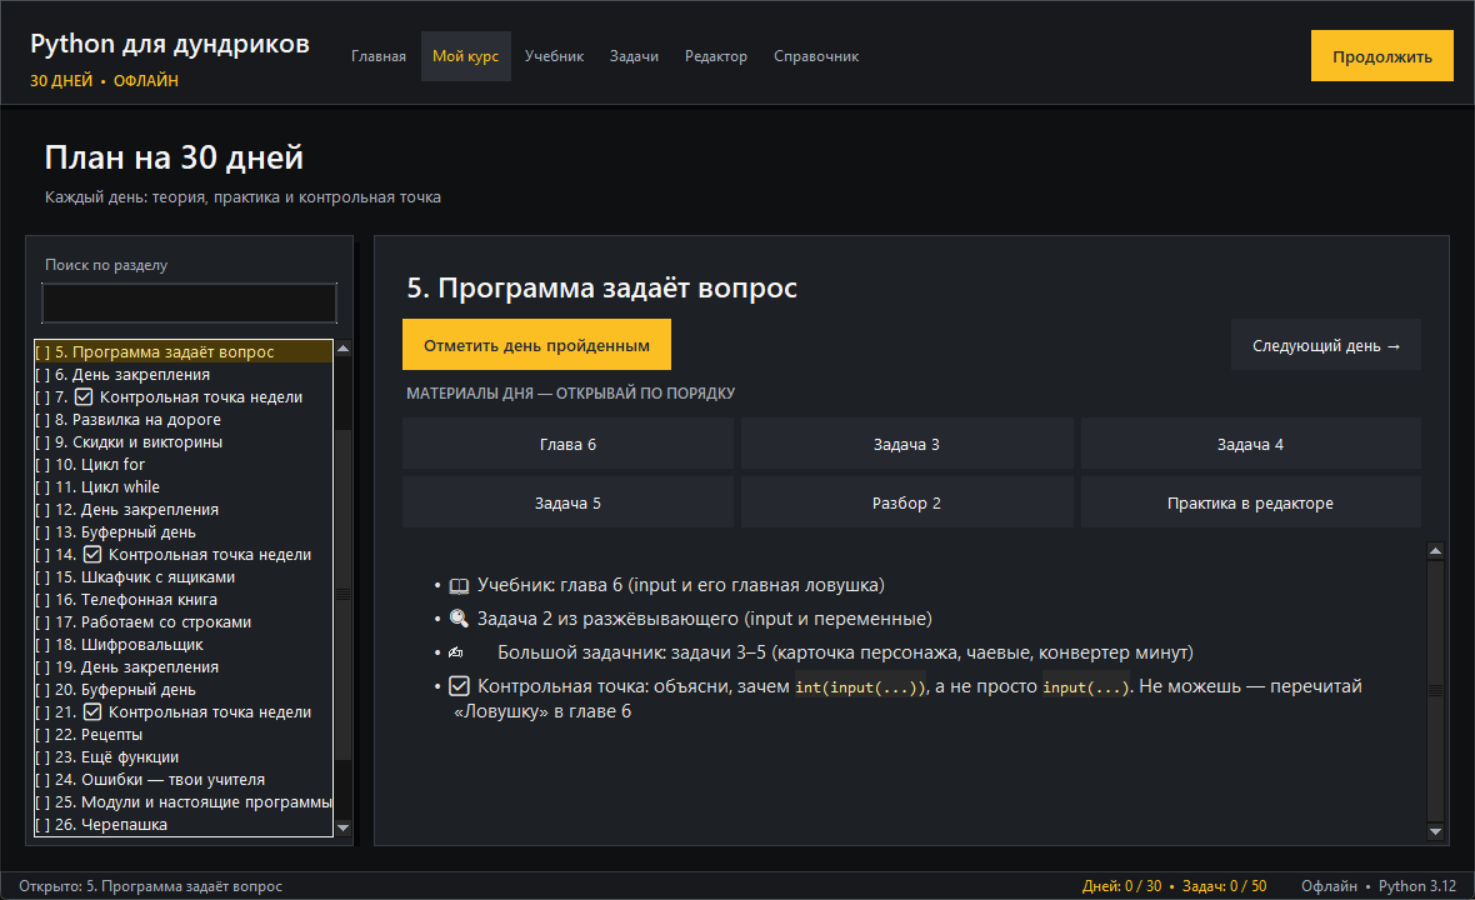 Python для дундриков
30 ДНЕЙ • ОФЛАЙН
Главная
Мой курс
Учебник
Задачи
Редактор
Справочник
Продолжить
План на 30 дней
Каждый день: теория, практика и контрольная точка
Поиск по разделу
[ ] 5. Программа задаёт вопрос
[ ] 6. День закрепления
[ ] 7. ☑ Контрольная точка недели
[ ] 8. Развилка на дороге
[ ] 9. Скидки и викторины
[ ] 10. Цикл for
[ ] 11. Цикл while
[ ] 12. День закрепления
[ ] 13. Буферный день
[ ] 14. ☑ Контрольная точка недели
[ ] 15. Шкафчик с ящиками
[ ] 16. Телефонная книга
[ ] 17. Работаем со строками
[ ] 18. Шифровальщик
[ ] 19. День закрепления
[ ] 20. Буферный день
[ ] 21. ☑ Контрольная точка недели
[ ] 22. Рецепты
[ ] 23. Ещё функции
[ ] 24. Ошибки — твои учителя
[ ] 25. Модули и настоящие программы
[ ] 26. Черепашка
5. Программа задаёт вопрос
Отметить день пройденным
Следующий день →
МАТЕРИАЛЫ ДНЯ — ОТКРЫВАЙ ПО ПОРЯДКУ
Глава 6
Задача 3
Задача 4
Задача 5
Разбор 2
Практика в редакторе
• 📖 Учебник: глава 6 (input и его главная ловушка)
• 🔍 Задача 2 из разжёвывающего (input и переменные)
• ✍ Большой задачник: задачи 3–5 (карточка персонажа, чаевые, конвертер минут)
• ☑ Контрольная точка: объясни, зачем int(input(...)), а не просто input(...). Не можешь — перечитай
«Ловушку» в главе 6
Открыто: 5. Программа задаёт вопрос
Дней: 0 / 30 • Задач: 0 / 50
Офлайн • Python 3.12